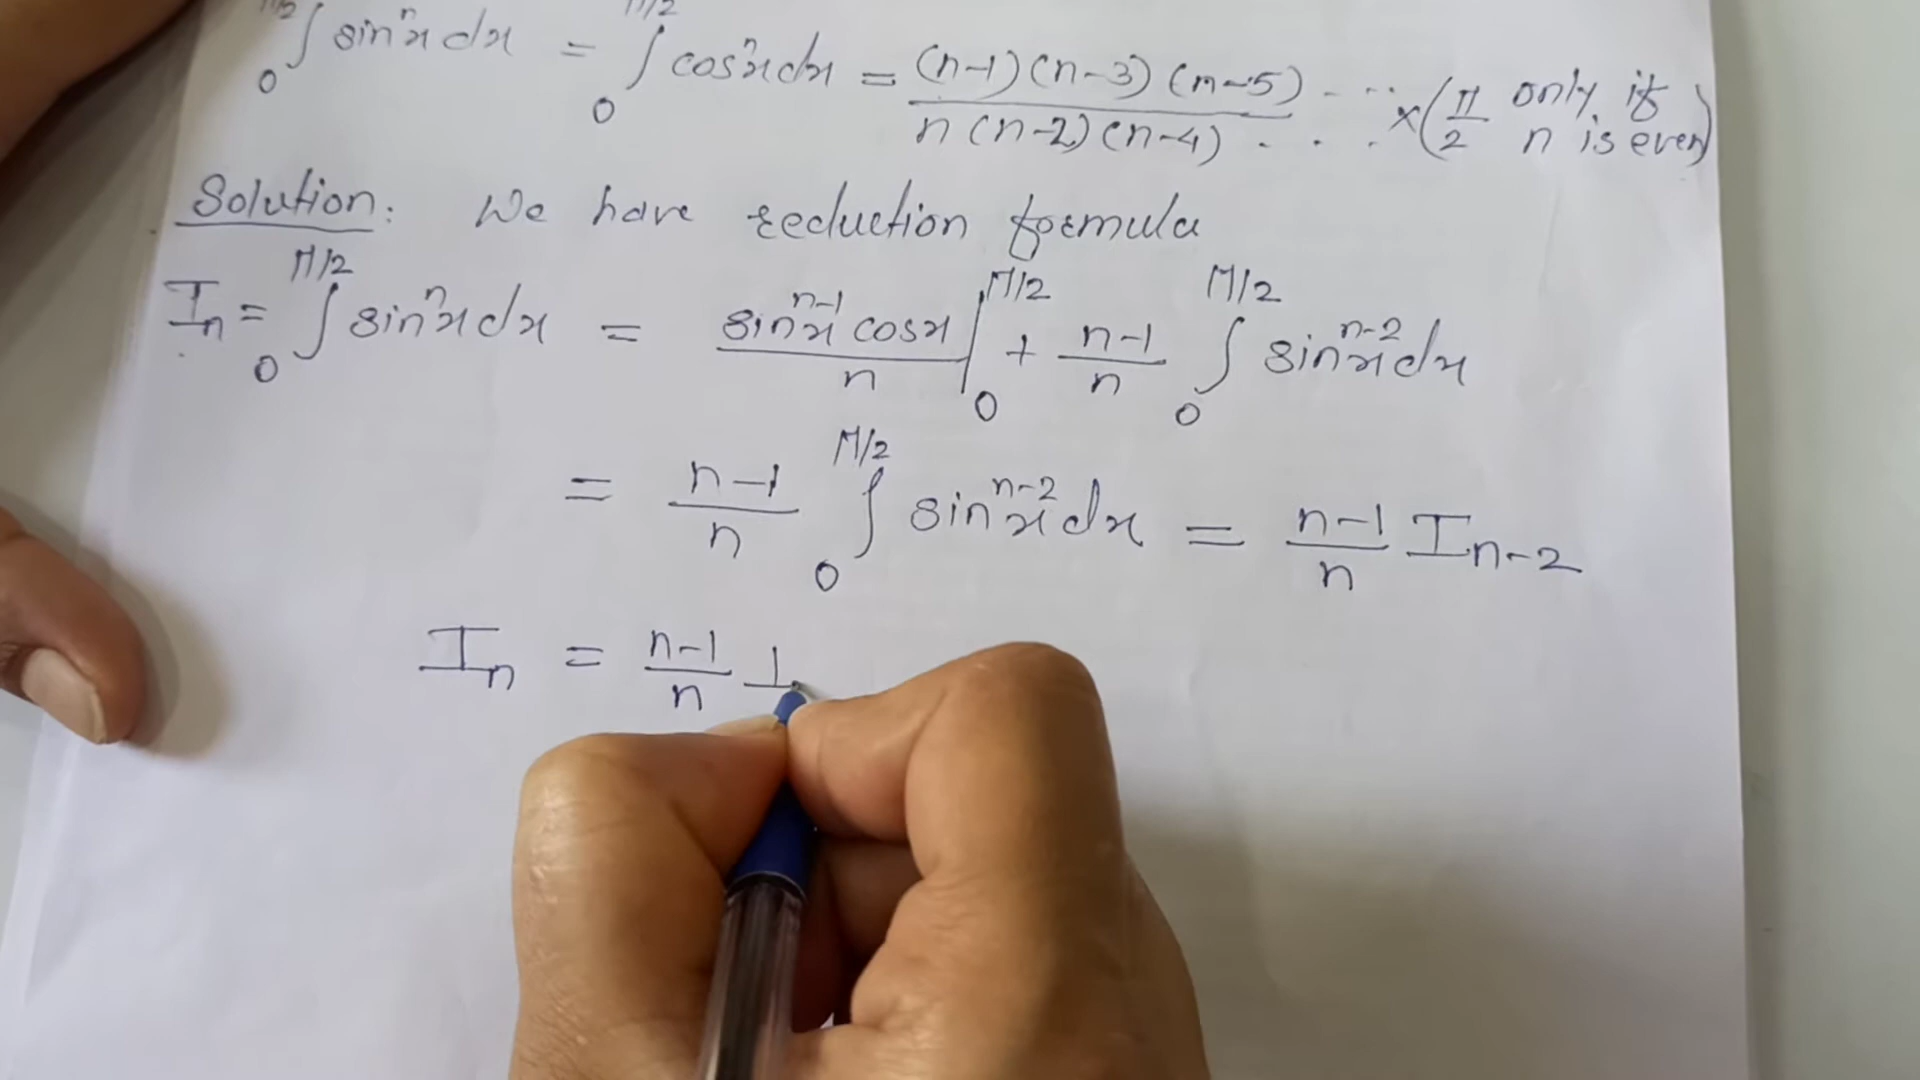 π/2 ∫ 0 sinⁿx dx = π/2 ∫ 0 cosⁿx dx = (n-1)(n-3)(n-5) / n(n-2)(n-4) .... × (π/2 only if n is even)
Solution: We have reduction formula
Iₙ = π/2 ∫ 0 sinⁿx dx = sinⁿ⁻¹x cosx / n |₀ π/2 + n-1/n π/2 ∫ 0 sinⁿ⁻²x dx
= n-1/n π/2 ∫ 0 sinⁿ⁻²x dx = n-1/n Iₙ₋₂
Iₙ = n-1/n I